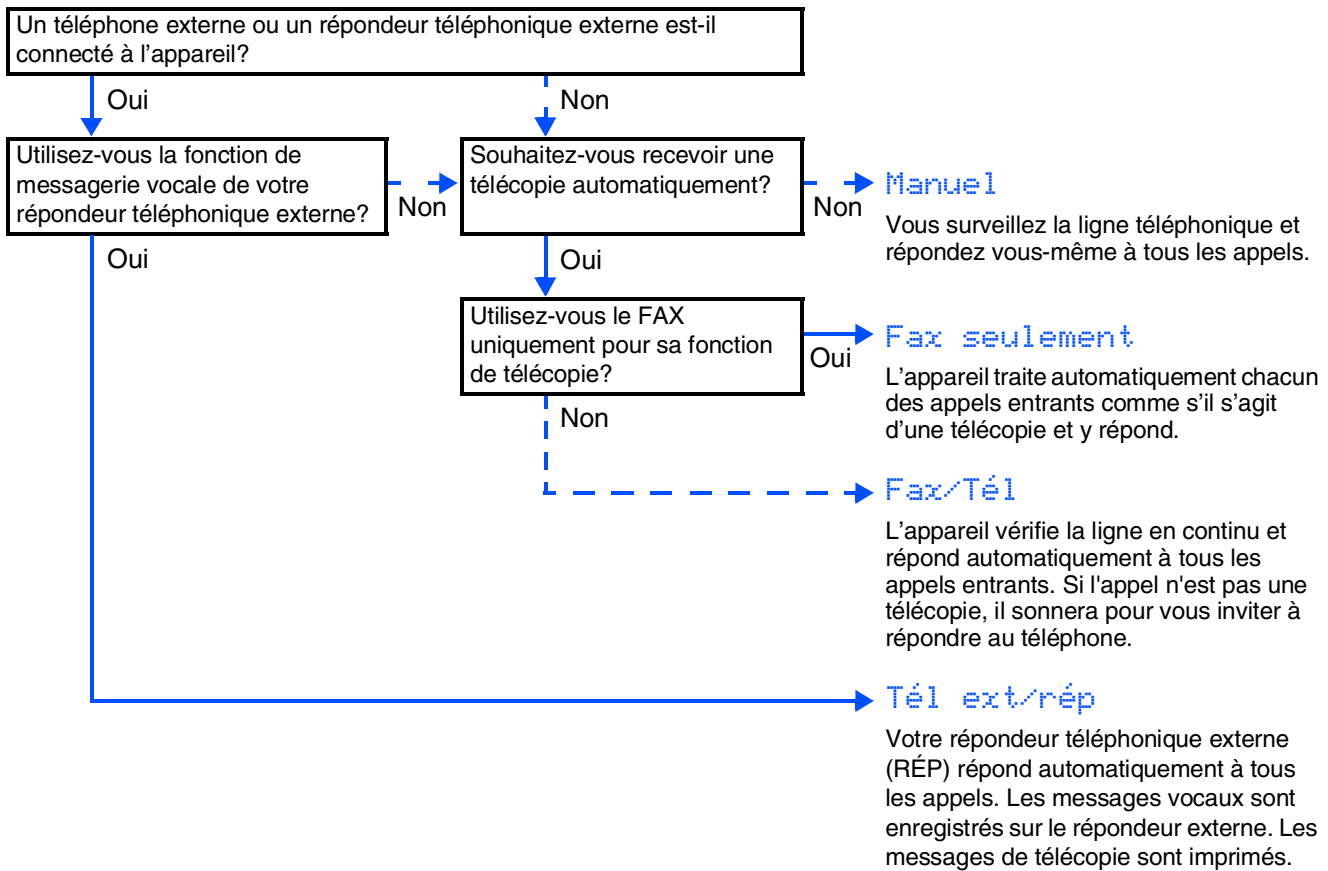 Un téléphone externe ou un répondeur téléphonique externe est-il
connecté à l’appareil?
Oui
Non
Utilisez-vous la fonction de
messagerie vocale de votre
répondeur téléphonique externe?
Non
Souhaitez-vous recevoir une
télécopie automatiquement?
Non
Manuel
Vous surveillez la ligne téléphonique et
répondez vous-même à tous les appels.
Oui
Oui
Utilisez-vous le FAX
uniquement pour sa fonction
de télécopie?
Oui
Fax seulement
L’appareil traite automatiquement chacun
des appels entrants comme s’il s’agit
d’une télécopie et y répond.
Non
Fax/Tél
L’appareil vérifie la ligne en continu et
répond automatiquement à tous les
appels entrants. Si l'appel n'est pas une
télécopie, il sonnera pour vous inviter à
répondre au téléphone.
Tél ext/rép
Votre répondeur téléphonique externe
(RÉP) répond automatiquement à tous
les appels. Les messages vocaux sont
enregistrés sur le répondeur externe. Les
messages de télécopie sont imprimés.